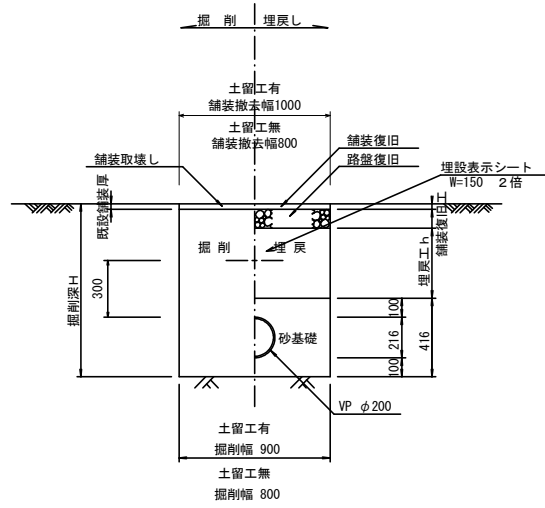 掘 削 埋戻し
土留工有
舗装撤去幅1000
土留工無
舗装撤去幅800
舗装復旧
舗装取壊し
路盤復旧
埋設表示シート
W=150 2倍
既設舗装厚
掘削深H
300
掘 削
埋 戻
埋戻工h
舗装復旧工
100
216
100
416
砂基礎
VP φ200
土留工有
掘削幅 900
土留工無
掘削幅 800